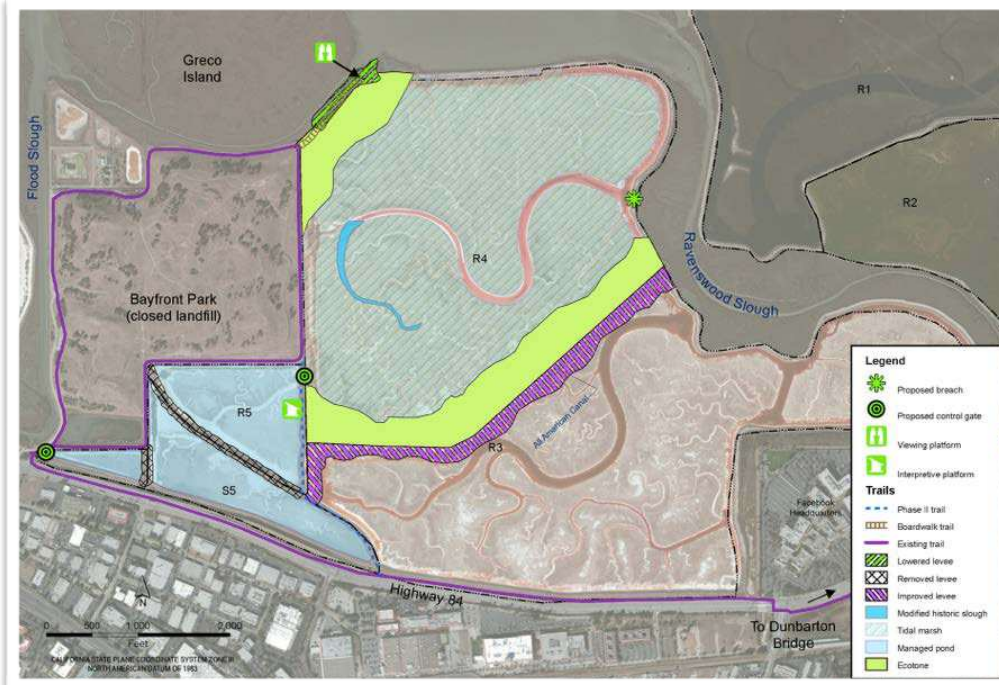 Greco
Island
Flood Slough
R1
R2
R4
Ravenswood Slough
Bayfront Park
(closed landfill)
R5
S5
R3
All American Canal
Facebook
Headquarters
Highway 84
To Dunbarton
Bridge
N
0 500 1,000 2,000
Feet
CALIFORNIA STATE PLANE COORDINATE SYSTEM ZONE III
NORTH AMERICAN DATUM OF 1983
Legend
Proposed breach
Proposed control gate
Viewing platform
Interpretive platform
Trails
Phase II trail
Boardwalk trail
Existing trail
Lowered levee
Removed levee
Improved levee
Modified historic slough
Tidal marsh
Managed pond
Ecotone